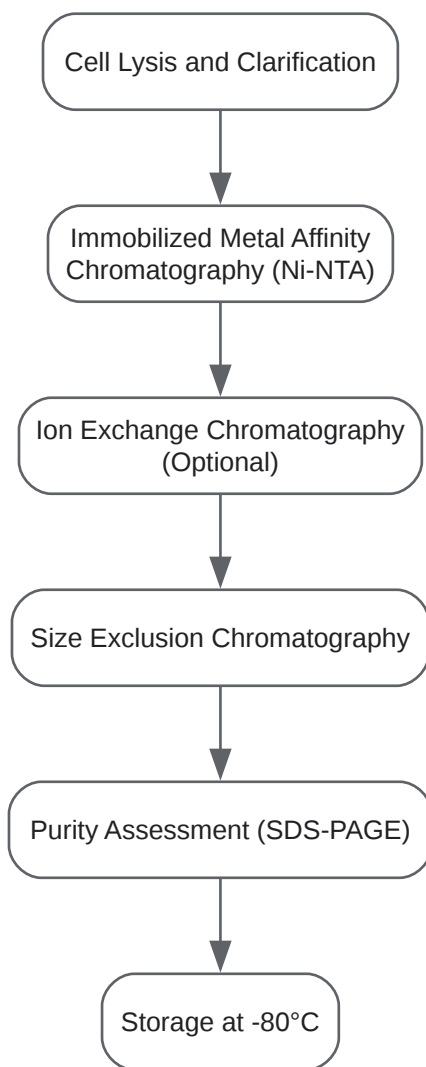 Cell Lysis and Clarification
Immobilized Metal Affinity
Chromatography (Ni-NTA)
Ion Exchange Chromatography
(Optional)
Size Exclusion Chromatography
Purity Assessment (SDS-PAGE)
Storage at -80°C